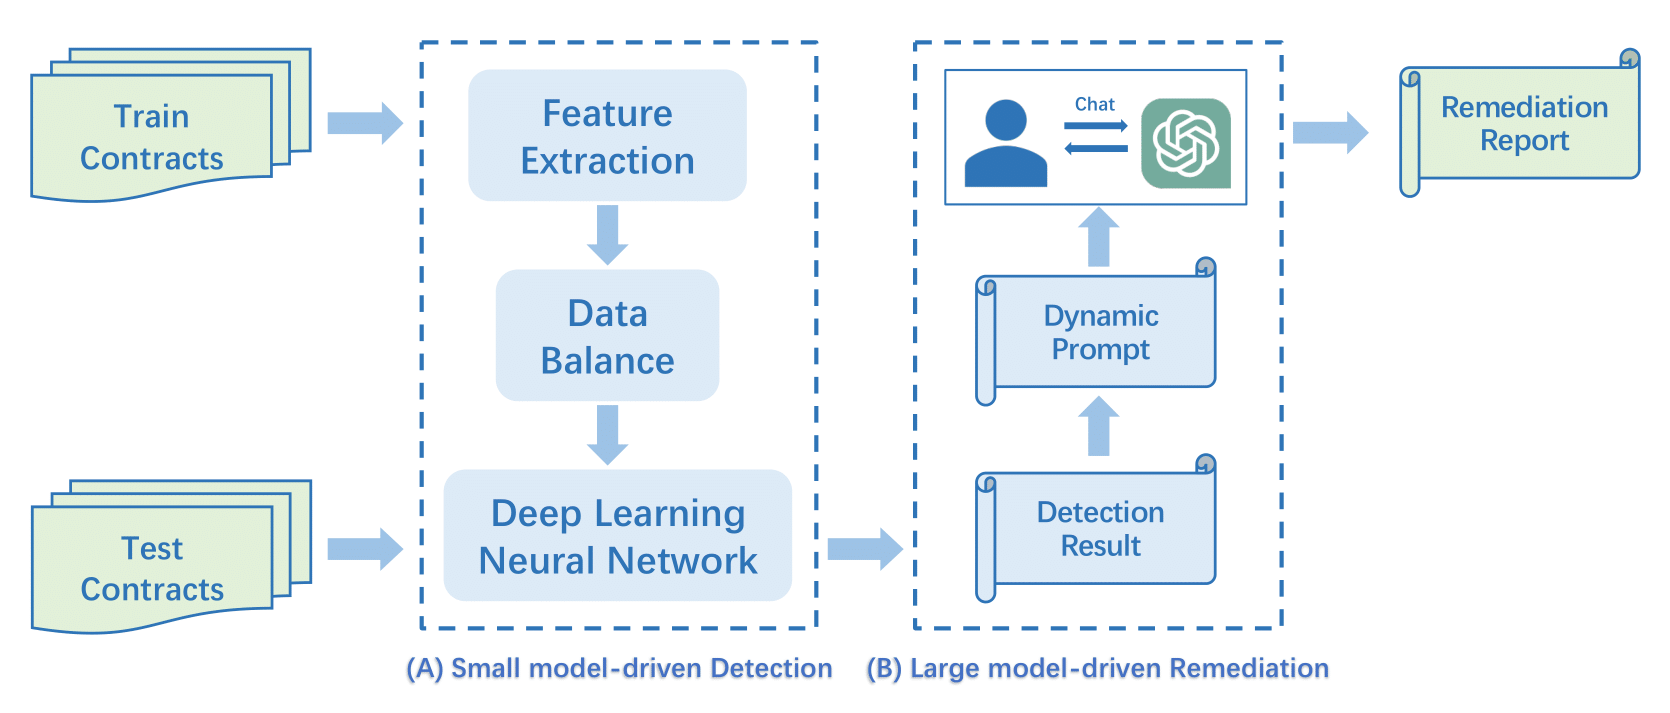 Train
Contracts
Test
Contracts
Feature
Extraction
Data
Balance
Deep Learning
Neural Network
(A) Small model-driven Detection
Chat
Dynamic
Prompt
Detection
Result
(B) Large model-driven Remediation
Remediation
Report